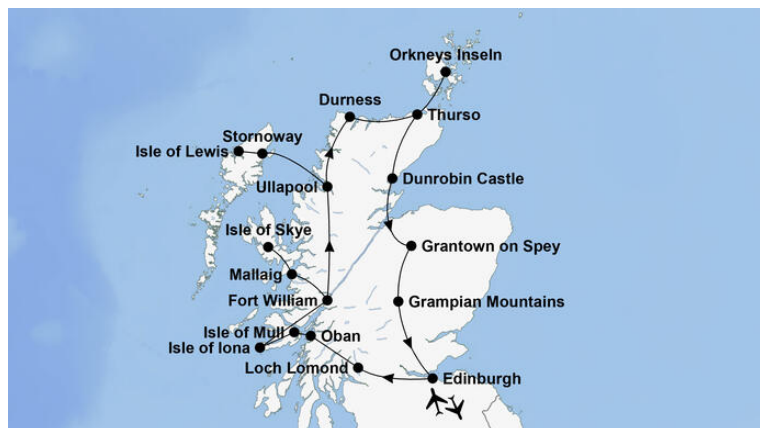 Orkneys Inseln
Durness
Thurso
Stornoway
Isle of Lewis
Dunrobin Castle
Ullapool
Isle of Skye
Grantown on Spey
Mallaig
Fort William
Grampian Mountains
Isle of Mull
Oban
Isle of Iona
Loch Lomond
Edinburgh